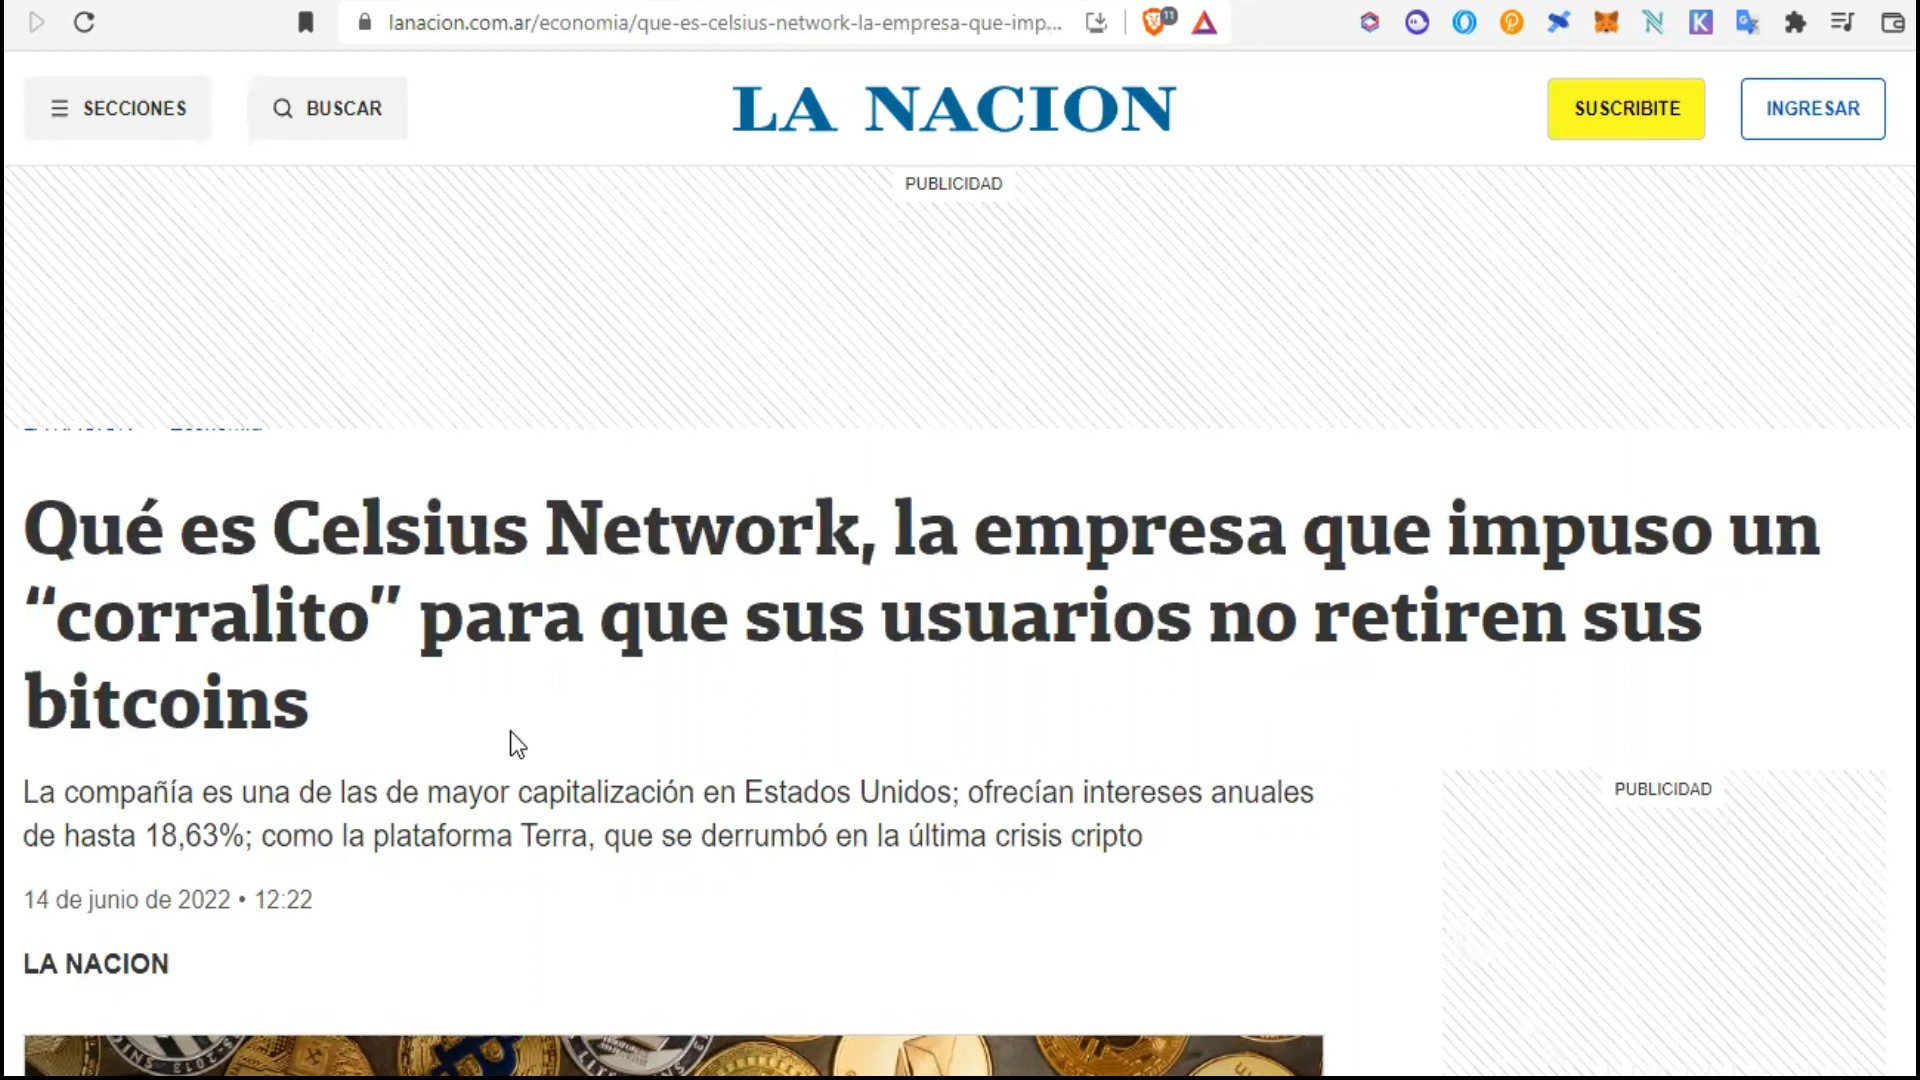 lanacion.com.ar/economia/que-es-celsius-network-la-empresa-que-imp...
11
SECCIONES
BUSCAR
LA NACION
SUSCRIBITE
INGRESAR
PUBLICIDAD
Qué es Celsius Network, la empresa que impuso un
“corralito” para que sus usuarios no retiren sus
bitcoins
La compañía es una de las de mayor capitalización en Estados Unidos; ofrecían intereses anuales
de hasta 18,63%; como la plataforma Terra, que se derrumbó en la última crisis cripto
PUBLICIDAD
14 de junio de 2022 • 12:22
LA NACION